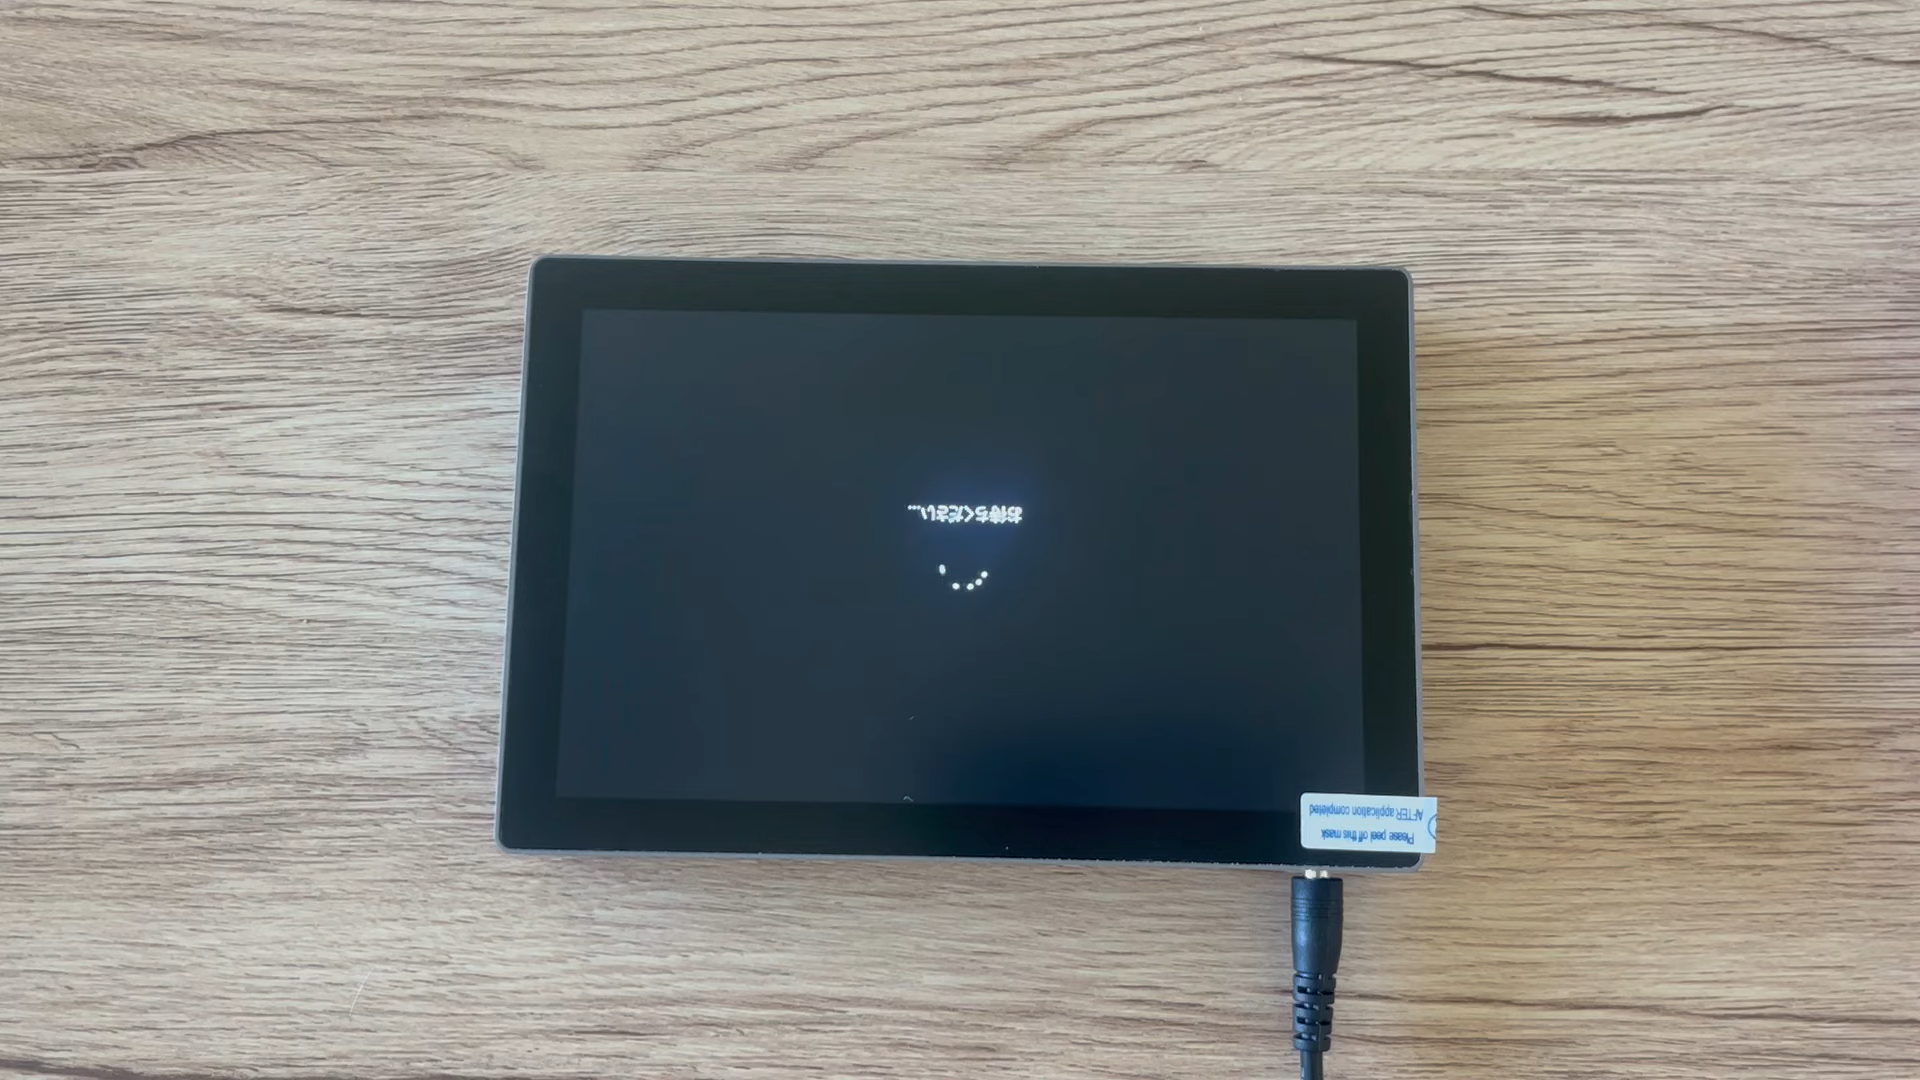 お待ちください...
Please peel off this mask
AFTER application completed